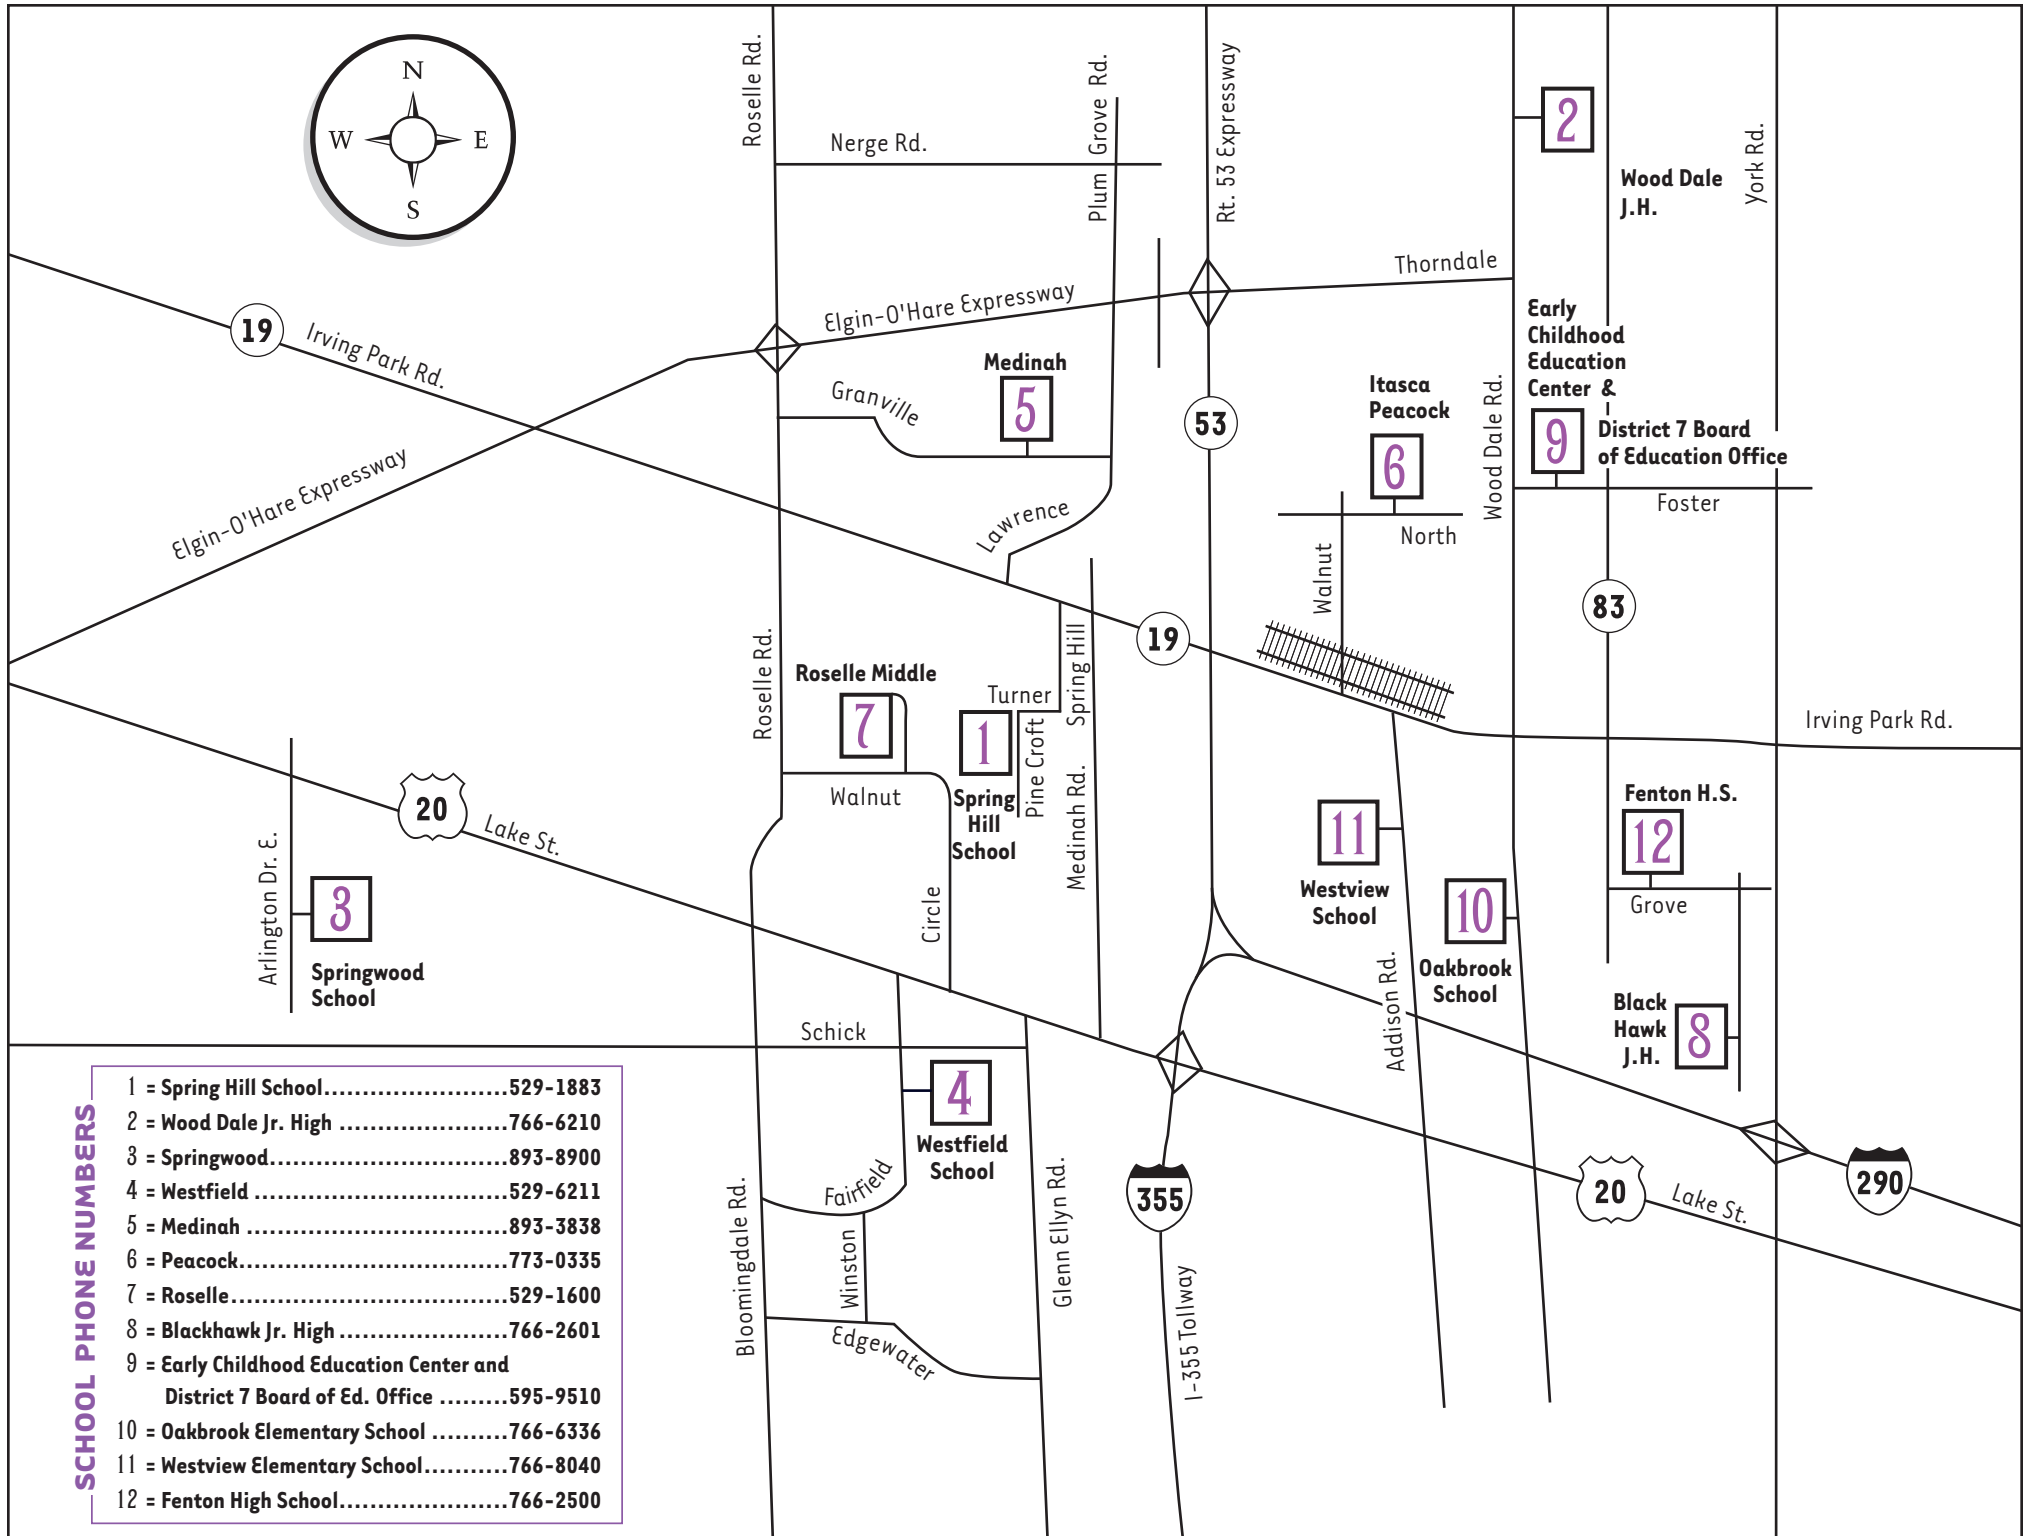 N
W
E
S
Roselle Rd.
Nerge Rd.
Plum Grove Rd.
Rt. 53 Expressway
2
Wood Dale
J.H.
York Rd.
Thorndale
Elgin-O'Hare Expressway
19
Irving Park Rd.
Medinah
5
Granville
Itasca
Peacock
6
53
Wood Dale Rd.
Early
Childhood
Education
Center &
9
District 7 Board
of Education Office
Foster
North
Walnut
Elgin-O'Hare Expressway
Lawrence
83
19
Roselle Rd.
Roselle Middle
7
Turner
Spring Hill
1
Pine Croft
Spring
Hill
School
Walnut
Medinah Rd.
Circle
Irving Park Rd.
Fenton H.S.
12
Grove
11
Westview
School
10
Oakbrook
School
Addison Rd.
Black
Hawk
J.H.
8
20
Lake St.
Arlington Dr. E.
3
Springwood
School
Schick
4
Westfield
School
Fairfield
Winston
Edgewater
Bloomingdale Rd.
Glenn Ellyn Rd.
355
I-355 Tollway
20
Lake St.
290
SCHOOL PHONE NUMBERS
1 = Spring Hill School........................529-1883
2 = Wood Dale Jr. High ......................766-6210
3 = Springwood...............................893-8900
4 = Westfield .................................529-6211
5 = Medinah ..................................893-3838
6 = Peacock...................................773-0335
7 = Roselle....................................529-1600
8 = Blackhawk Jr. High ......................766-2601
9 = Early Childhood Education Center and
District 7 Board of Ed. Office .........595-9510
10 = Oakbrook Elementary School ..........766-6336
11 = Westview Elementary School...........766-8040
12 = Fenton High School......................766-2500